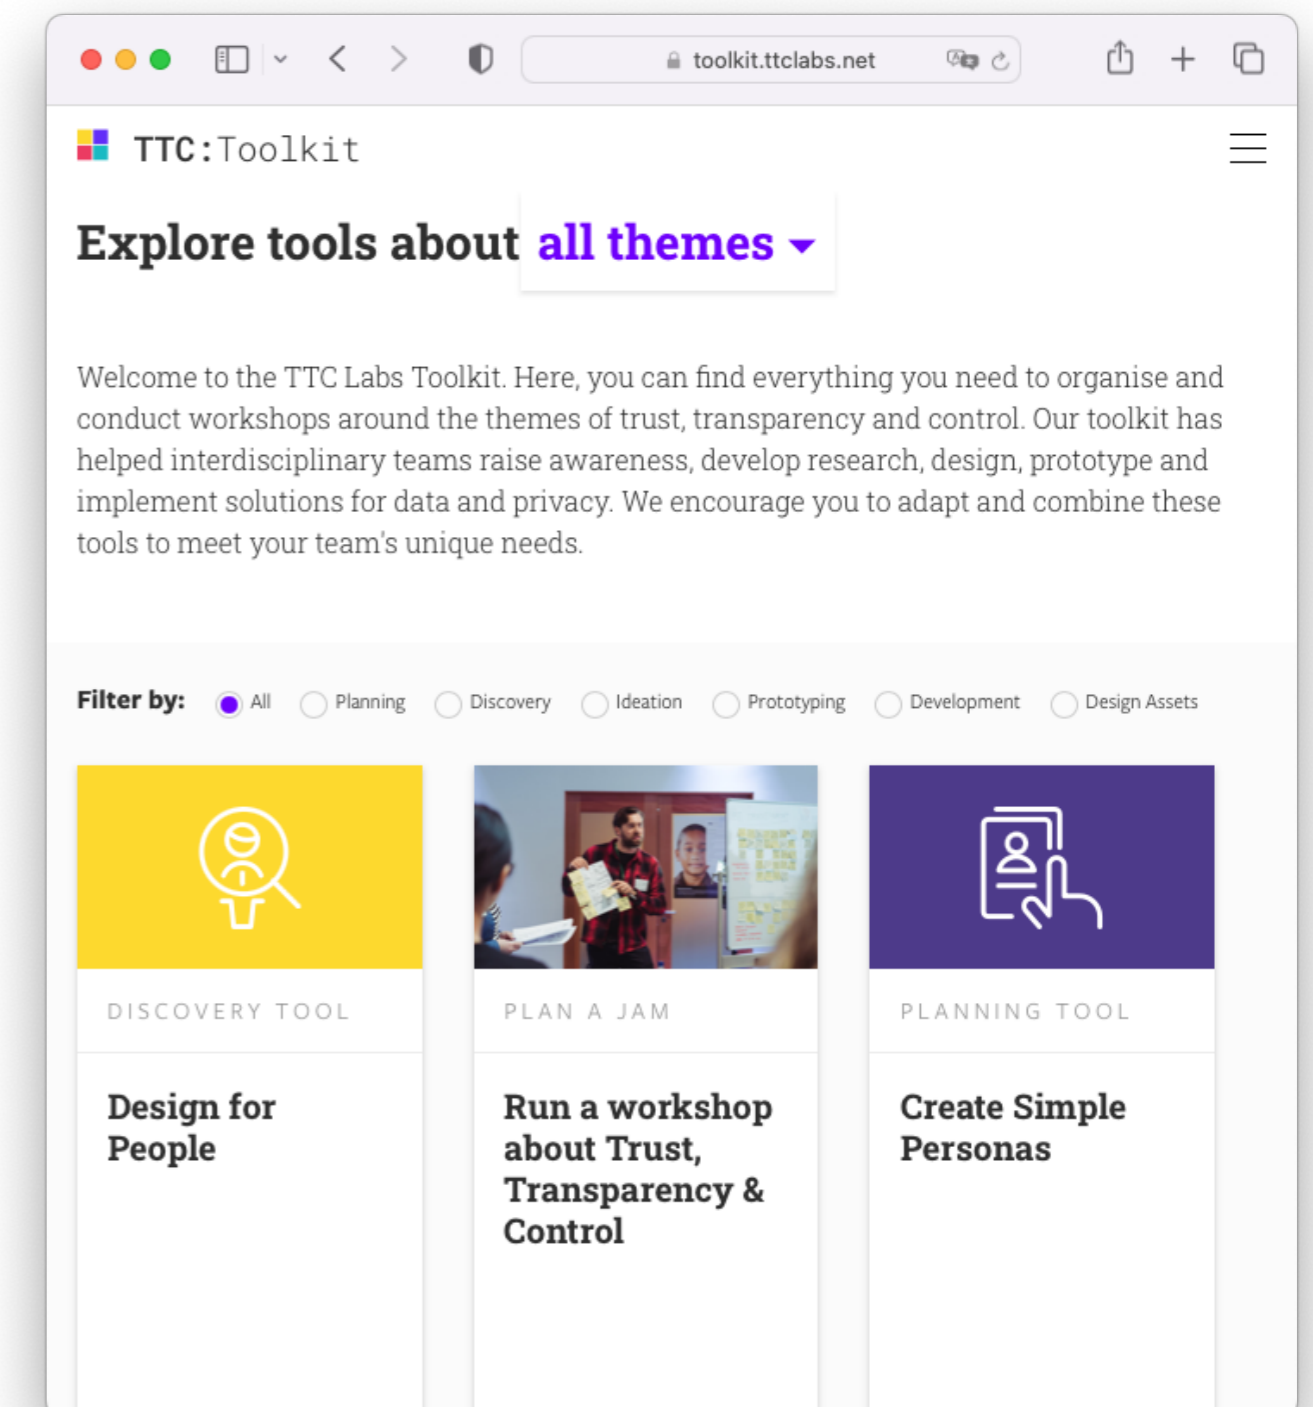 toolkit.ttclabs.net
TTC:Toolkit
Explore tools about all themes
Welcome to the TTC Labs Toolkit. Here, you can find everything you need to organise and
conduct workshops around the themes of trust, transparency and control. Our toolkit has
helped interdisciplinary teams raise awareness, develop research, design, prototype and
implement solutions for data and privacy. We encourage you to adapt and combine these
tools to meet your team's unique needs.
Filter by: All Planning Discovery Ideation Prototyping Development Design Assets
DISCOVERY TOOL
Design for
People
PLAN A JAM
Run a workshop
about Trust,
Transparency &
Control
PLANNING TOOL
Create Simple
Personas